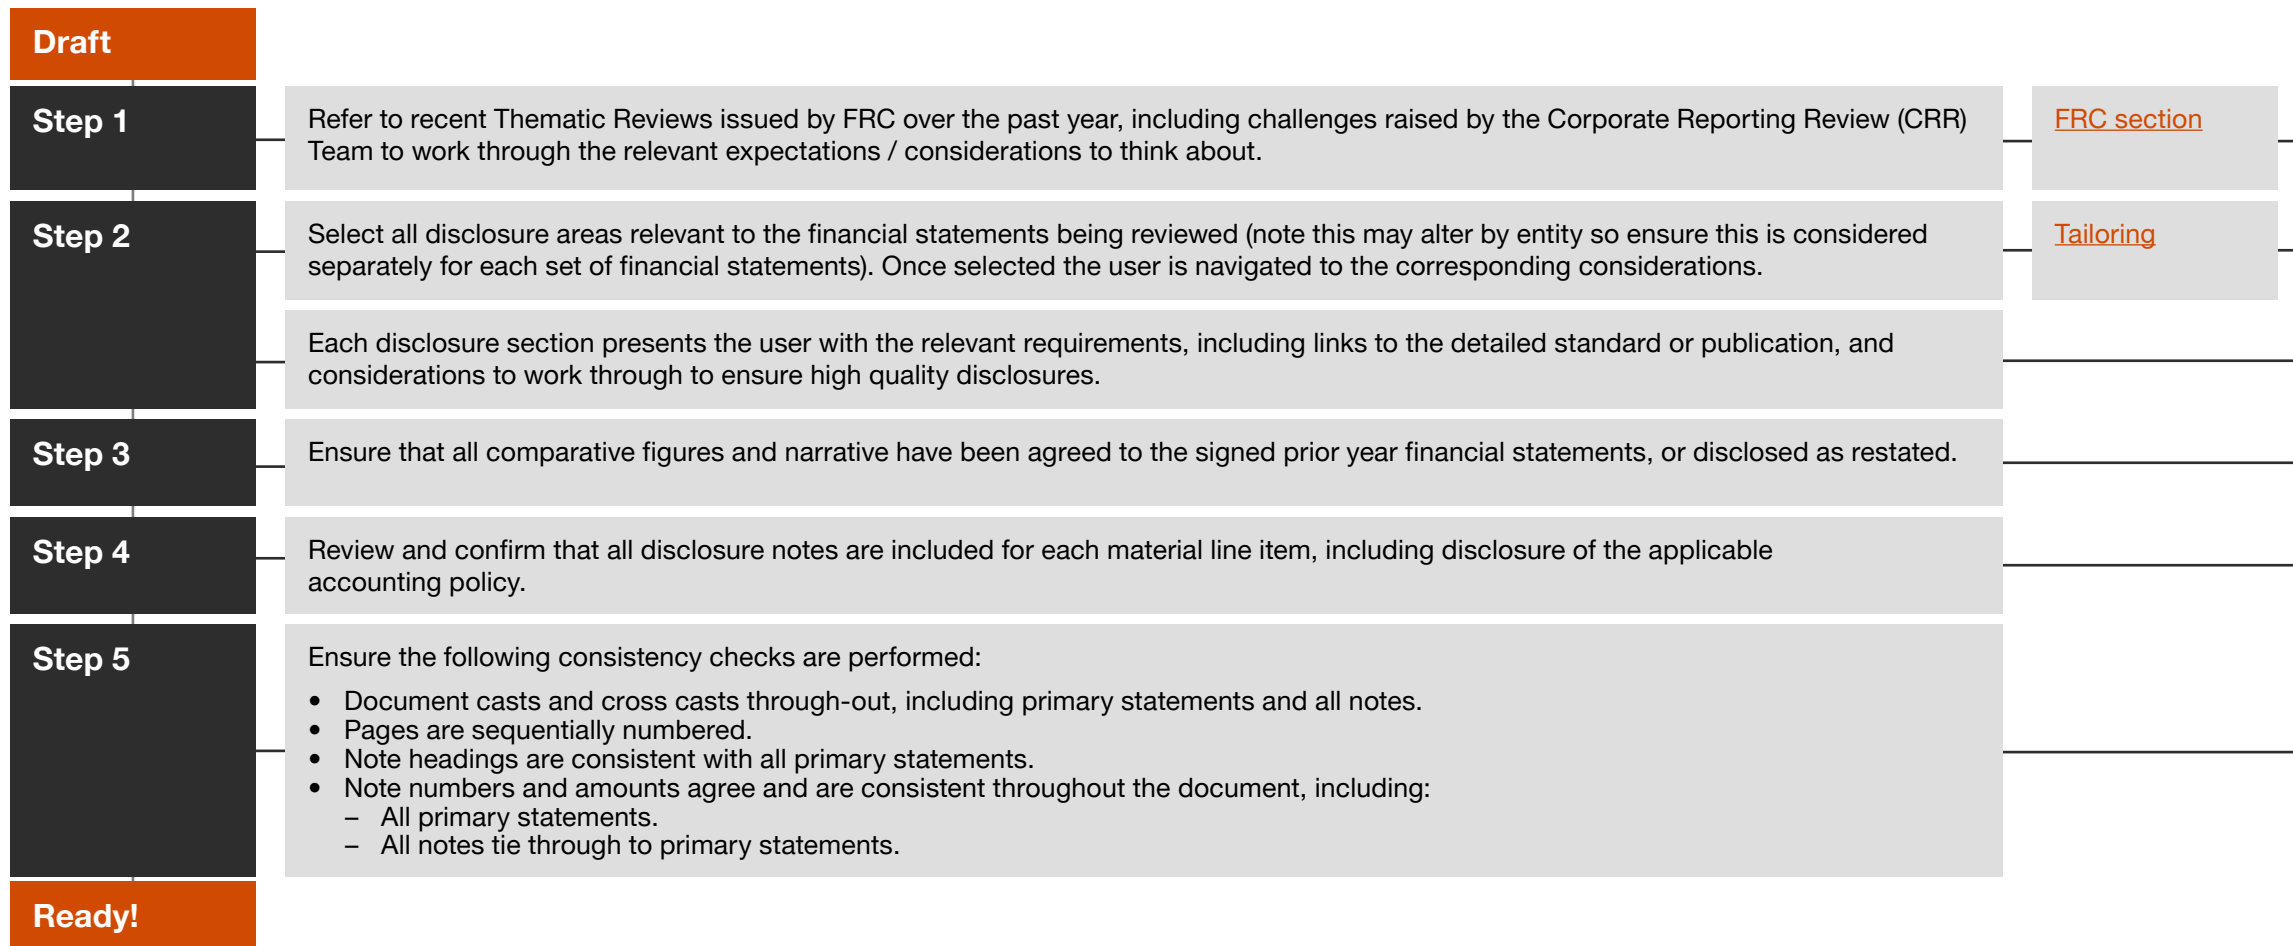 Draft
Step 1
Refer to recent Thematic Reviews issued by FRC over the past year, including challenges raised by the Corporate Reporting Review (CRR)
Team to work through the relevant expectations / considerations to think about.
FRC section
Step 2
Select all disclosure areas relevant to the financial statements being reviewed (note this may alter by entity so ensure this is considered
separately for each set of financial statements). Once selected the user is navigated to the corresponding considerations.
Tailoring
Each disclosure section presents the user with the relevant requirements, including links to the detailed standard or publication, and
considerations to work through to ensure high quality disclosures.
Step 3
Ensure that all comparative figures and narrative have been agreed to the signed prior year financial statements, or disclosed as restated.
Step 4
Review and confirm that all disclosure notes are included for each material line item, including disclosure of the applicable
accounting policy.
Step 5
Ensure the following consistency checks are performed:
• Document casts and cross casts through-out, including primary statements and all notes.
• Pages are sequentially numbered.
• Note headings are consistent with all primary statements.
• Note numbers and amounts agree and are consistent throughout the document, including:
– All primary statements.
– All notes tie through to primary statements.
Ready!